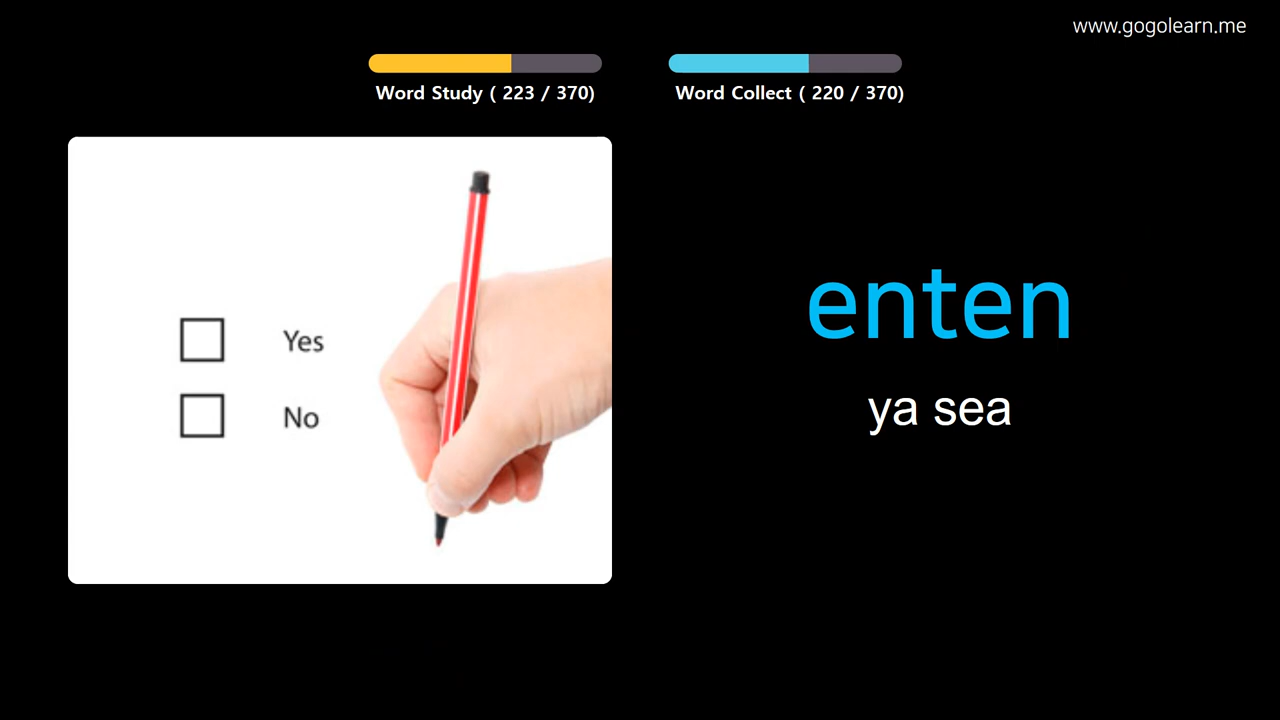 www.gogolearn.me
Word Study ( 223 / 370)
Word Collect ( 220 / 370)
Yes
No
enten
ya sea